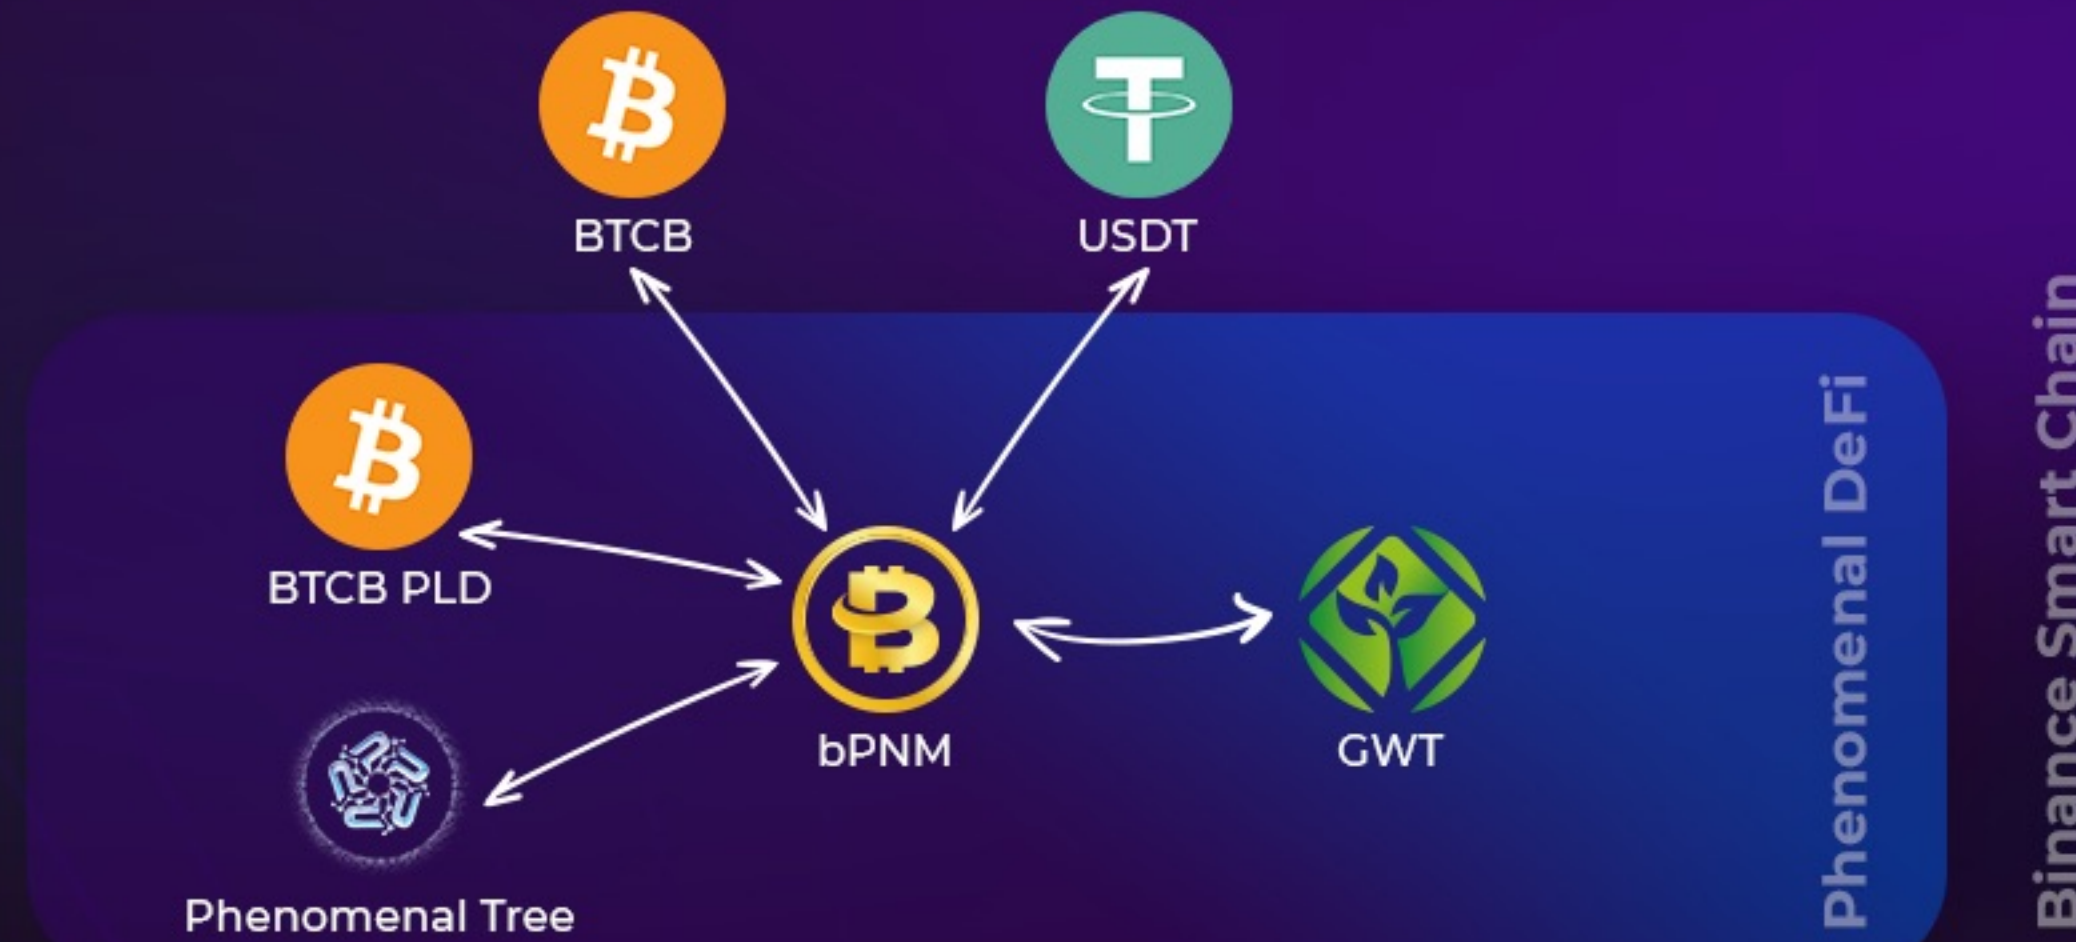 BTCB
USDT
BTCB PLD
bPNM
GWT
Phenomenal Tree
Phenomenal DeFi
Binance Smart Chain